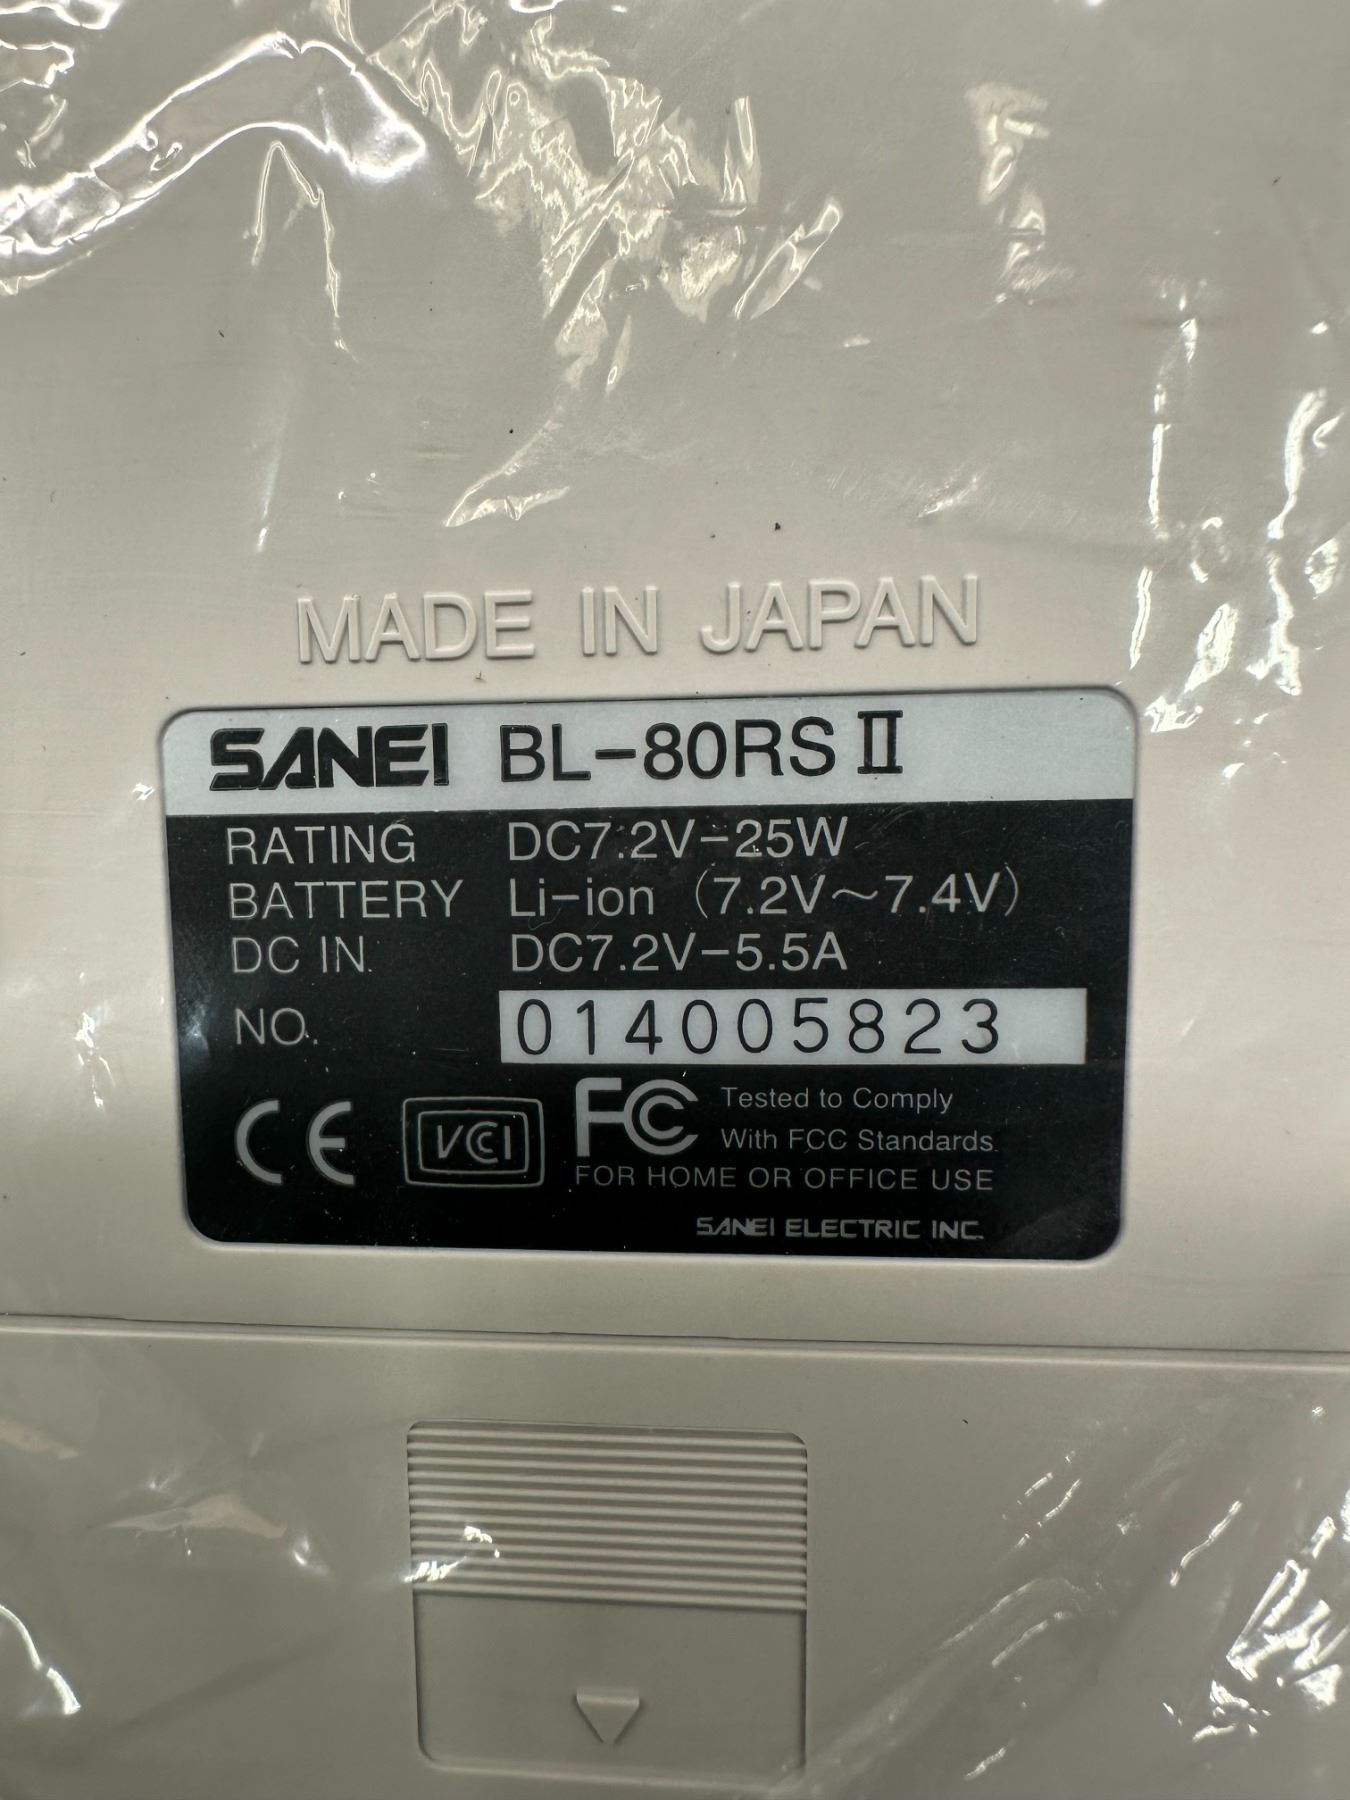 MADE IN JAPAN
SANEI BL-80RS II
RATING DC7.2V-25W
BATTERY Li-ion (7.2V~7.4V)
DC IN DC7.2V-5.5A
NO. 014005823
CE VCCI FC Tested to Comply
With FCC Standards
FOR HOME OR OFFICE USE
SANEI ELECTRIC INC.